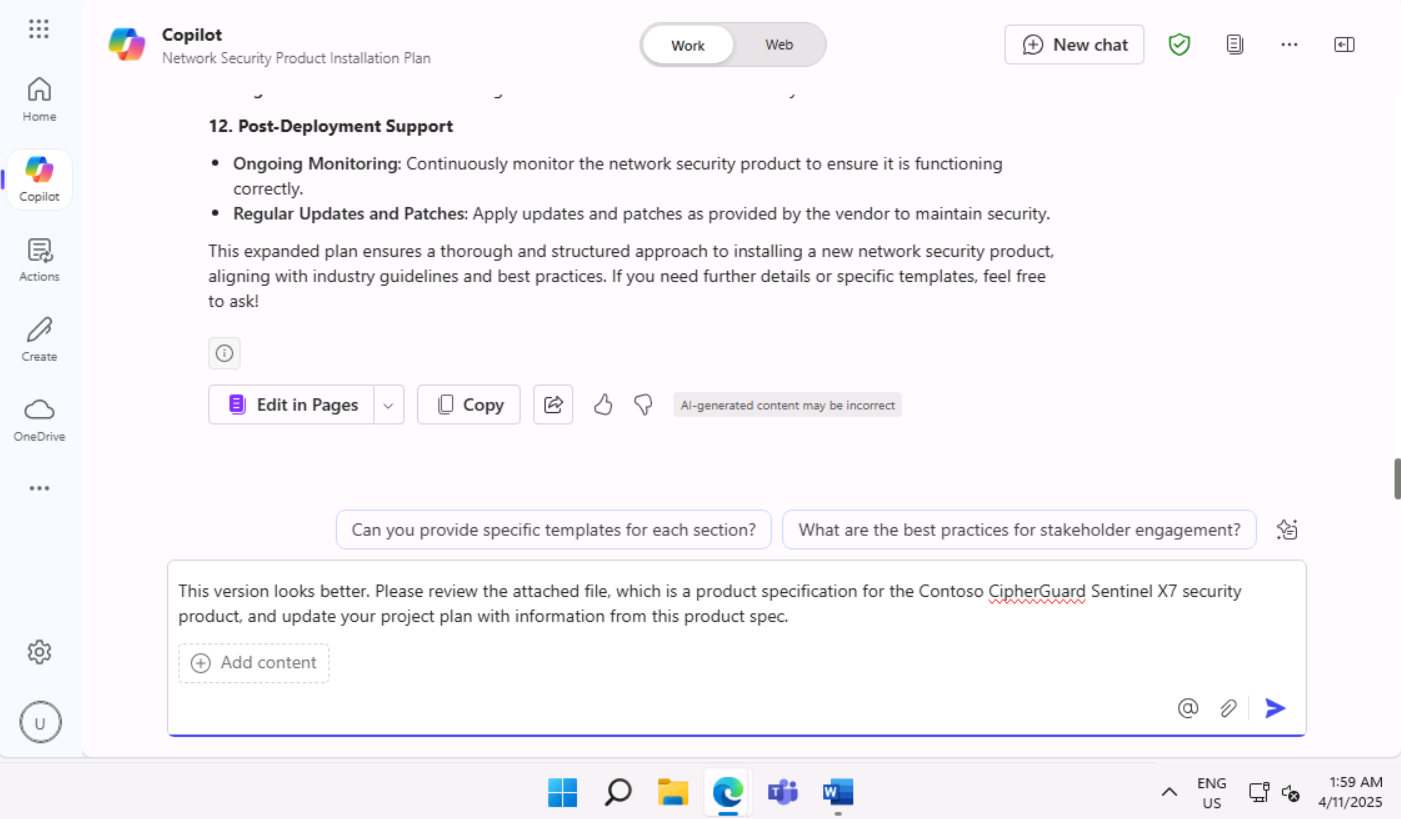 Copilot
Network Security Product Installation Plan
Work
Web
New chat
Home
Copilot
Actions
Create
OneDrive
U
12. Post-Deployment Support
• Ongoing Monitoring: Continuously monitor the network security product to ensure it is functioning
correctly.
• Regular Updates and Patches: Apply updates and patches as provided by the vendor to maintain security.
This expanded plan ensures a thorough and structured approach to installing a new network security product,
aligning with industry guidelines and best practices. If you need further details or specific templates, feel free
to ask!
Edit in Pages
Copy
AI-generated content may be incorrect
Can you provide specific templates for each section?
What are the best practices for stakeholder engagement?
This version looks better. Please review the attached file, which is a product specification for the Contoso CipherGuard Sentinel X7 security
product, and update your project plan with information from this product spec.
Add content
ENG
US
1:59 AM
4/11/2025